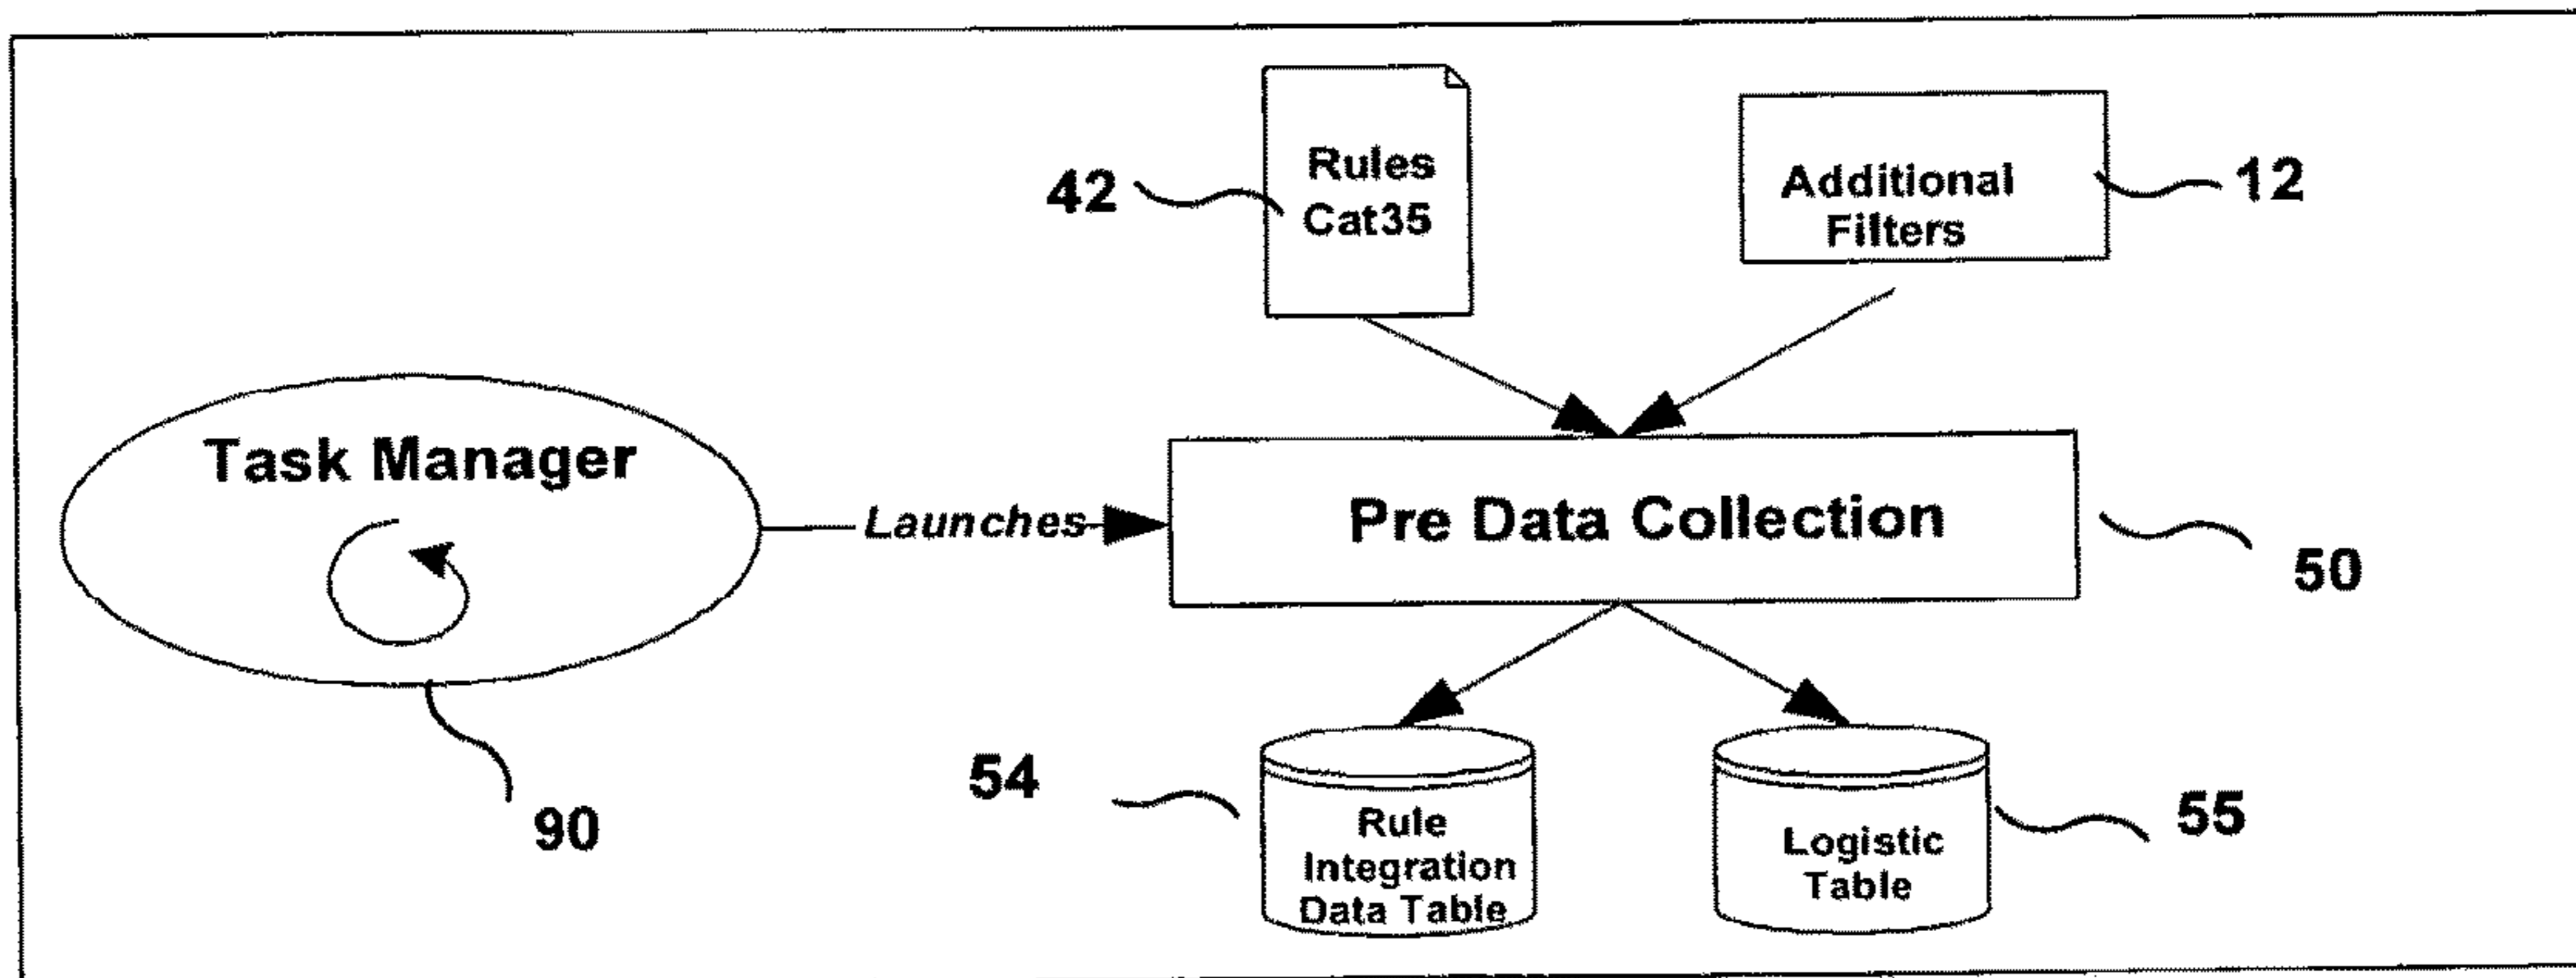 Rules
Cat35
42
Additional
Filters
12
Task Manager
Launches
Pre Data Collection
50
90
54
Rule
Integration
Data Table
Logistic
Table
55